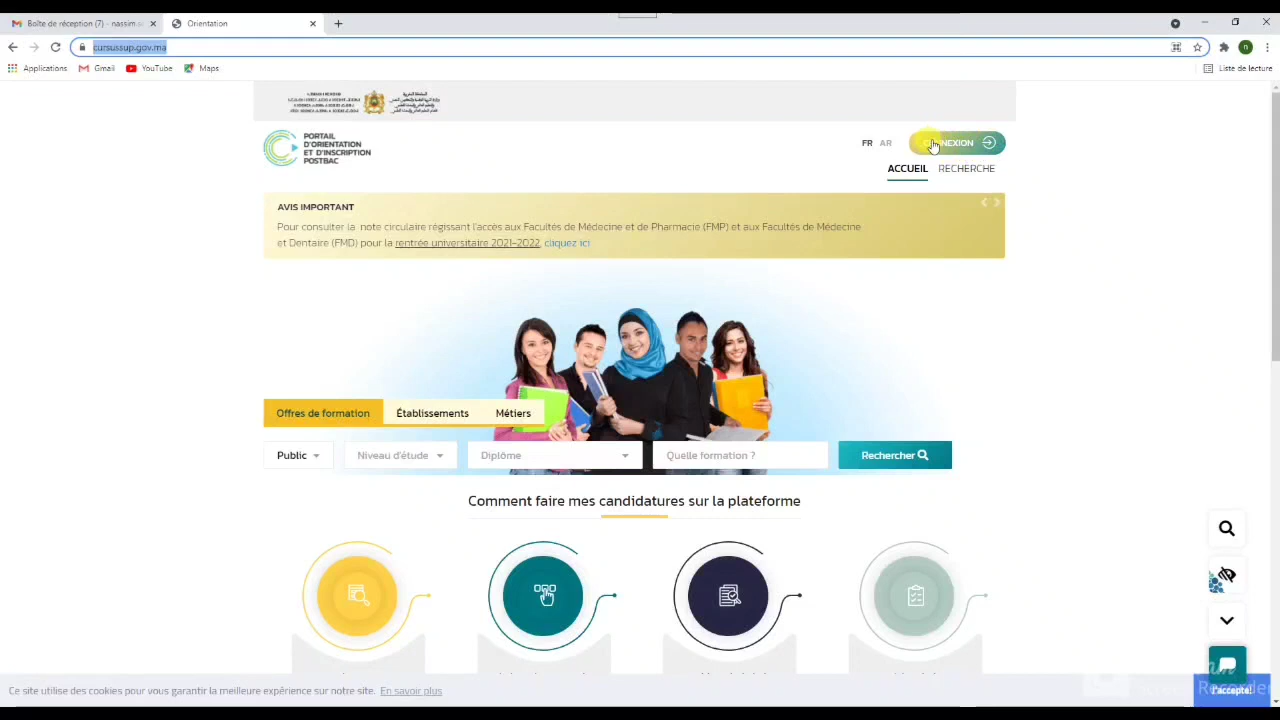 Boîte de réception (7) - nassim.a
Orientation
cursussup.gov.ma
Applications
Gmail
YouTube
Maps
Liste de lecture
PORTAIL
D'ORIENTATION
ET D'INSCRIPTION
POSTBAC
FR AR
NEXION
ACCUEIL RECHERCHE
AVIS IMPORTANT
Pour consulter la note circulaire régissant l'accès aux Facultés de Médecine et de Pharmacie (FMP) et aux Facultés de Médecine
et Dentaire (FMD) pour la rentrée universitaire 2021-2022, cliquez ici
Offres de formation
Établissements
Métiers
Public
Niveau d'étude
Diplôme
Quelle formation ?
Rechercher
Comment faire mes candidatures sur la plateforme
Ce site utilise des cookies pour vous garantir la meilleure expérience sur notre site. En savoir plus
J'accepte!